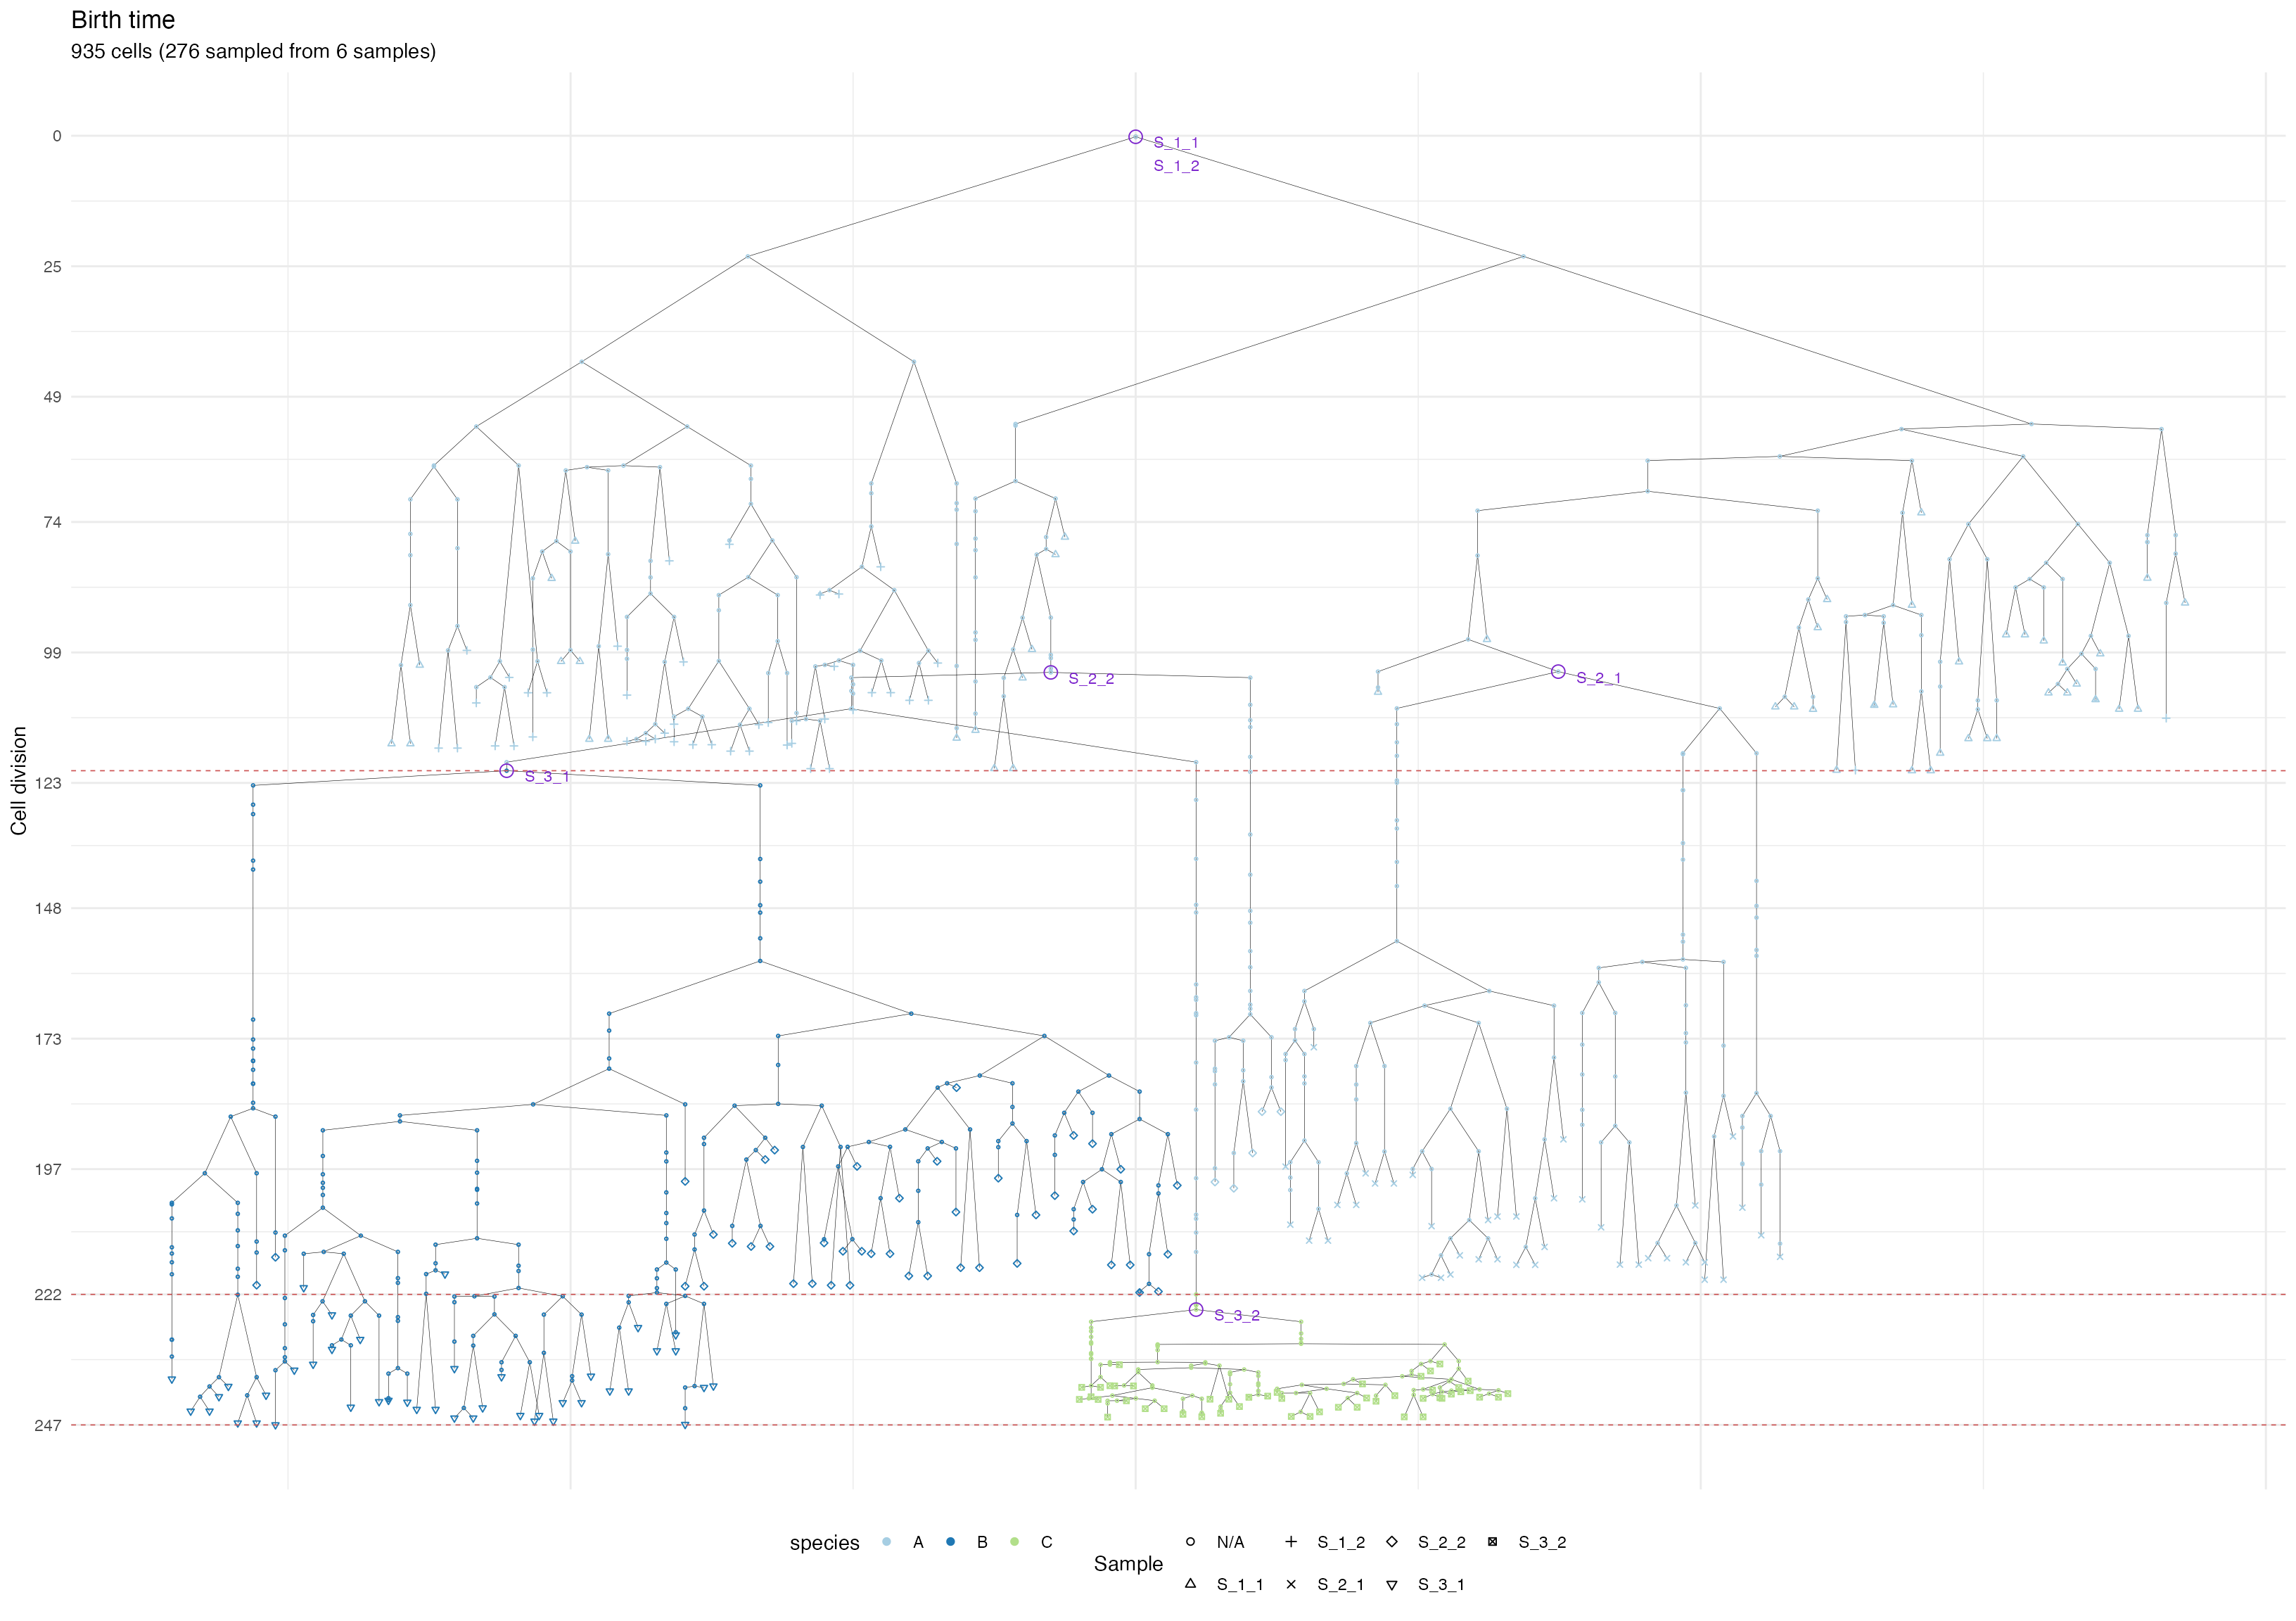 Birth time
935 cells (276 sampled from 6 samples)
0
S_1_1
S_1_2
25
49
74
99
S_2_2
S_2_1
S_3_1
123
148
173
197
222
S_3_2
247
Cell division
species
A
B
C
Sample
N/A
S_1_2
S_2_2
S_3_2
S_1_1
S_2_1
S_3_1